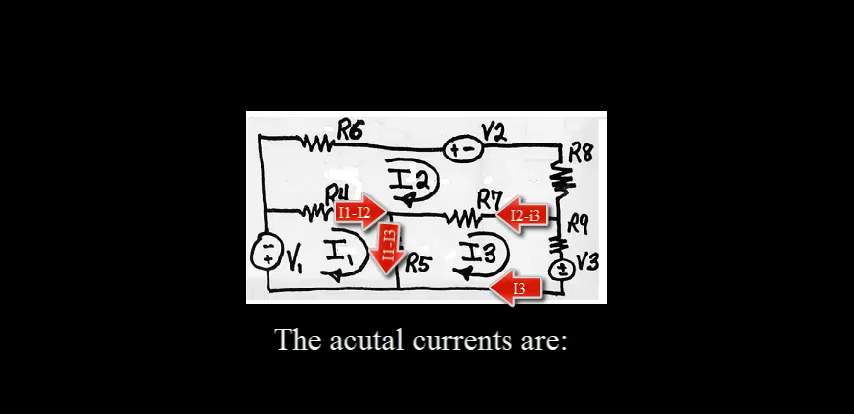 R6
V2
R8
+ -
I2
R4
I1-I2
R7
I2-i3
R9
- +
V1
I1
I1-I3
R5
I3
±
V3
I3
The acutal currents are: